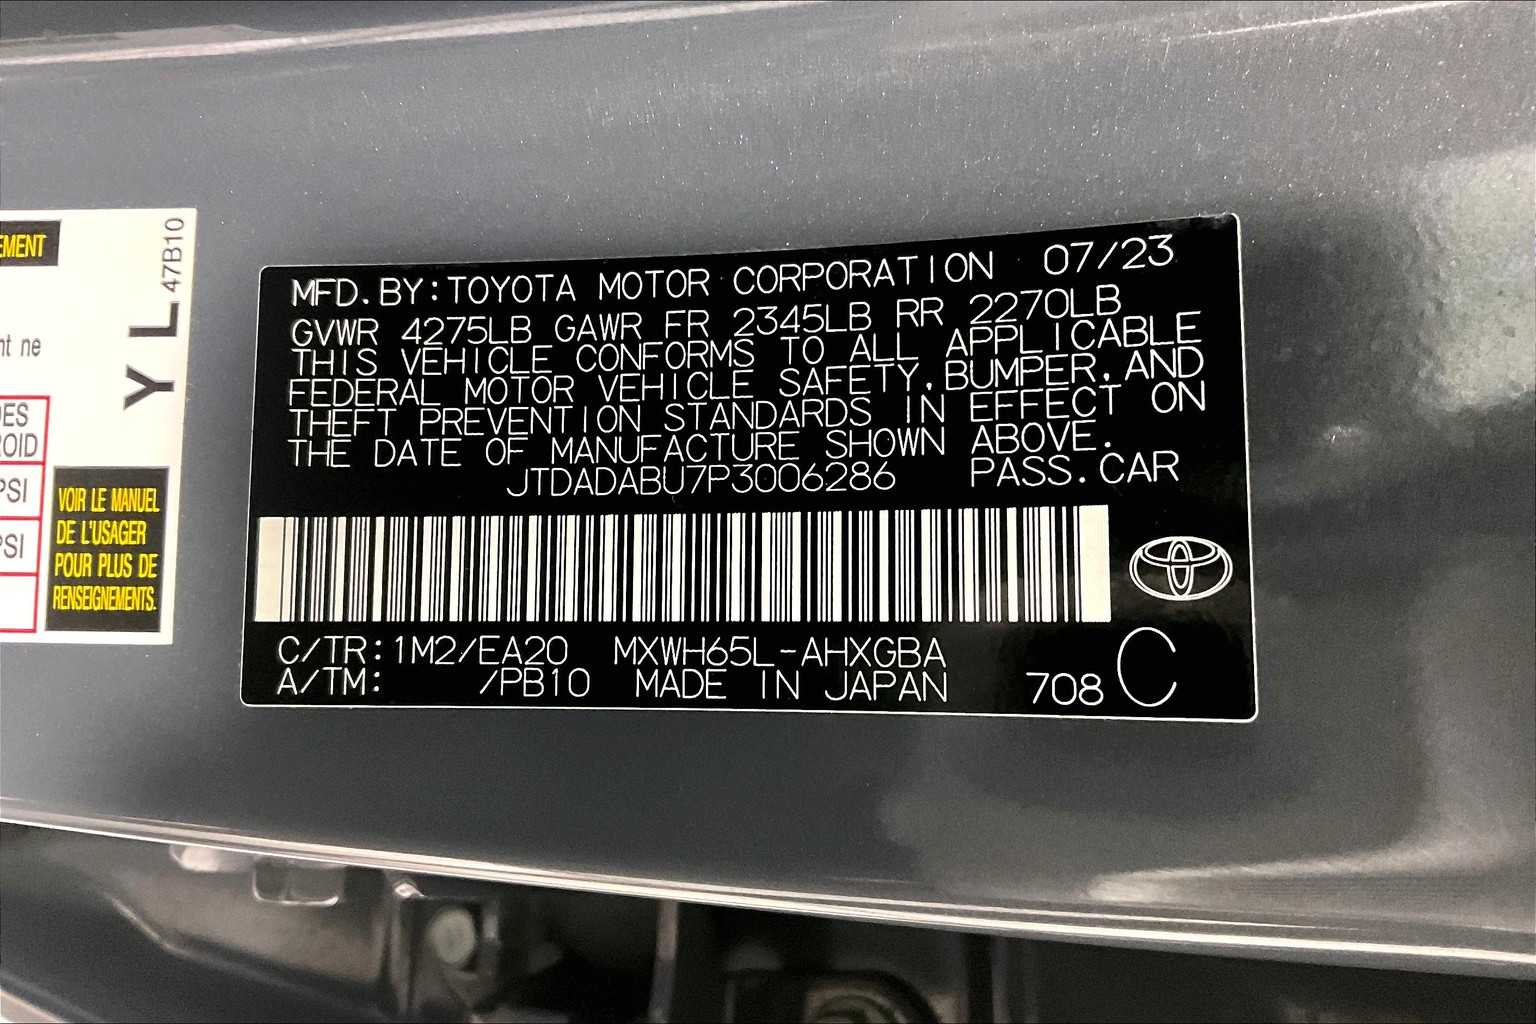 EMENT
YL 47B10
nt ne
DES
ROID
PSI
PSI
VOIR LE MANUEL
DE L'USAGER
POUR PLUS DE
RENSEIGNEMENTS.
MFD. BY: TOYOTA MOTOR CORPORATION 07/23
GVWR 4275LB GAWR FR 2345LB RR 2270LB
THIS VEHICLE CONFORMS TO ALL APPLICABLE
FEDERAL MOTOR VEHICLE SAFETY, BUMPER, AND
THEFT PREVENTION STANDARDS IN EFFECT ON
THE DATE OF MANUFACTURE SHOWN ABOVE.
JTDADABU7P3006286 PASS. CAR
C/TR: 1M2/EA20 MXWH65L-AHXGBA
A/TM: /PB10 MADE IN JAPAN 708 C